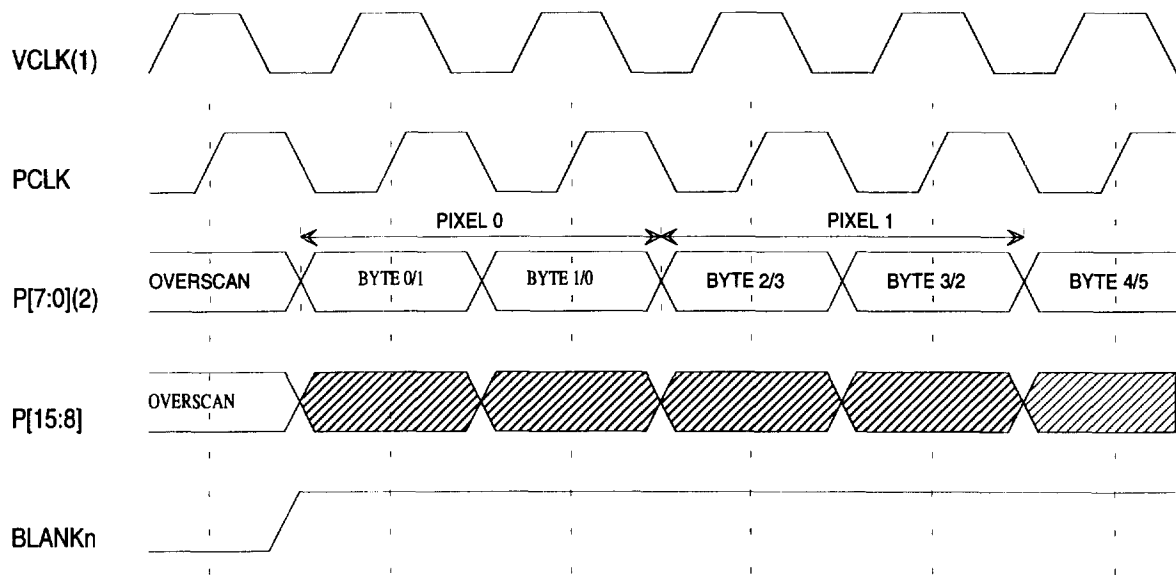 VCLK(1)
PCLK
PIXEL 0 PIXEL 1
P[7:0](2) OVERSCAN BYTE 0/1 BYTE 1/0 BYTE 2/3 BYTE 3/2 BYTE 4/5
P[15:8] OVERSCAN
BLANKn